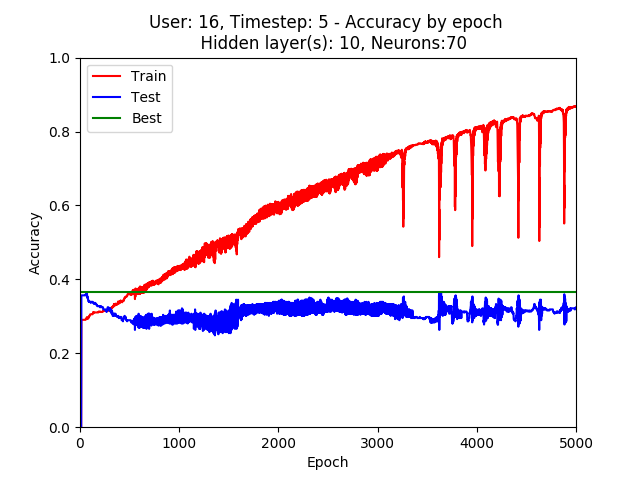 User: 16, Timestep: 5 - Accuracy by epoch
Hidden layer(s): 10, Neurons:70
1.0
0.8
0.6
0.4
0.2
0.0
Accuracy
Train
Test
Best
0
1000
2000
3000
4000
5000
Epoch